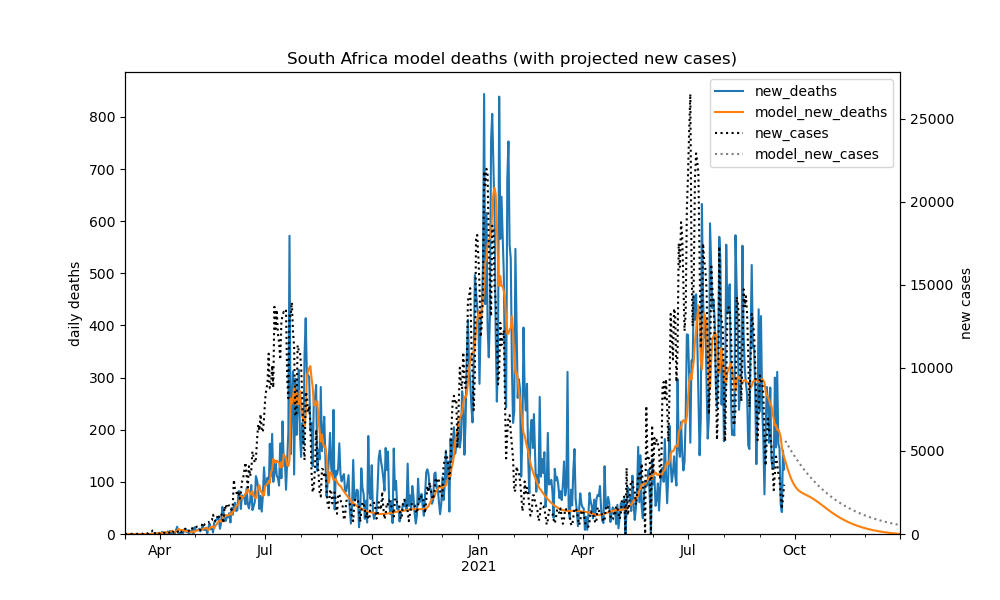 South Africa model deaths (with projected new cases)
new_deaths
model_new_deaths
new_cases
model_new_cases
daily deaths
800
700
600
500
400
300
200
100
0
25000
20000
15000
10000
5000
0
new cases
Apr
Jul
Oct
Jan
2021
Apr
Jul
Oct